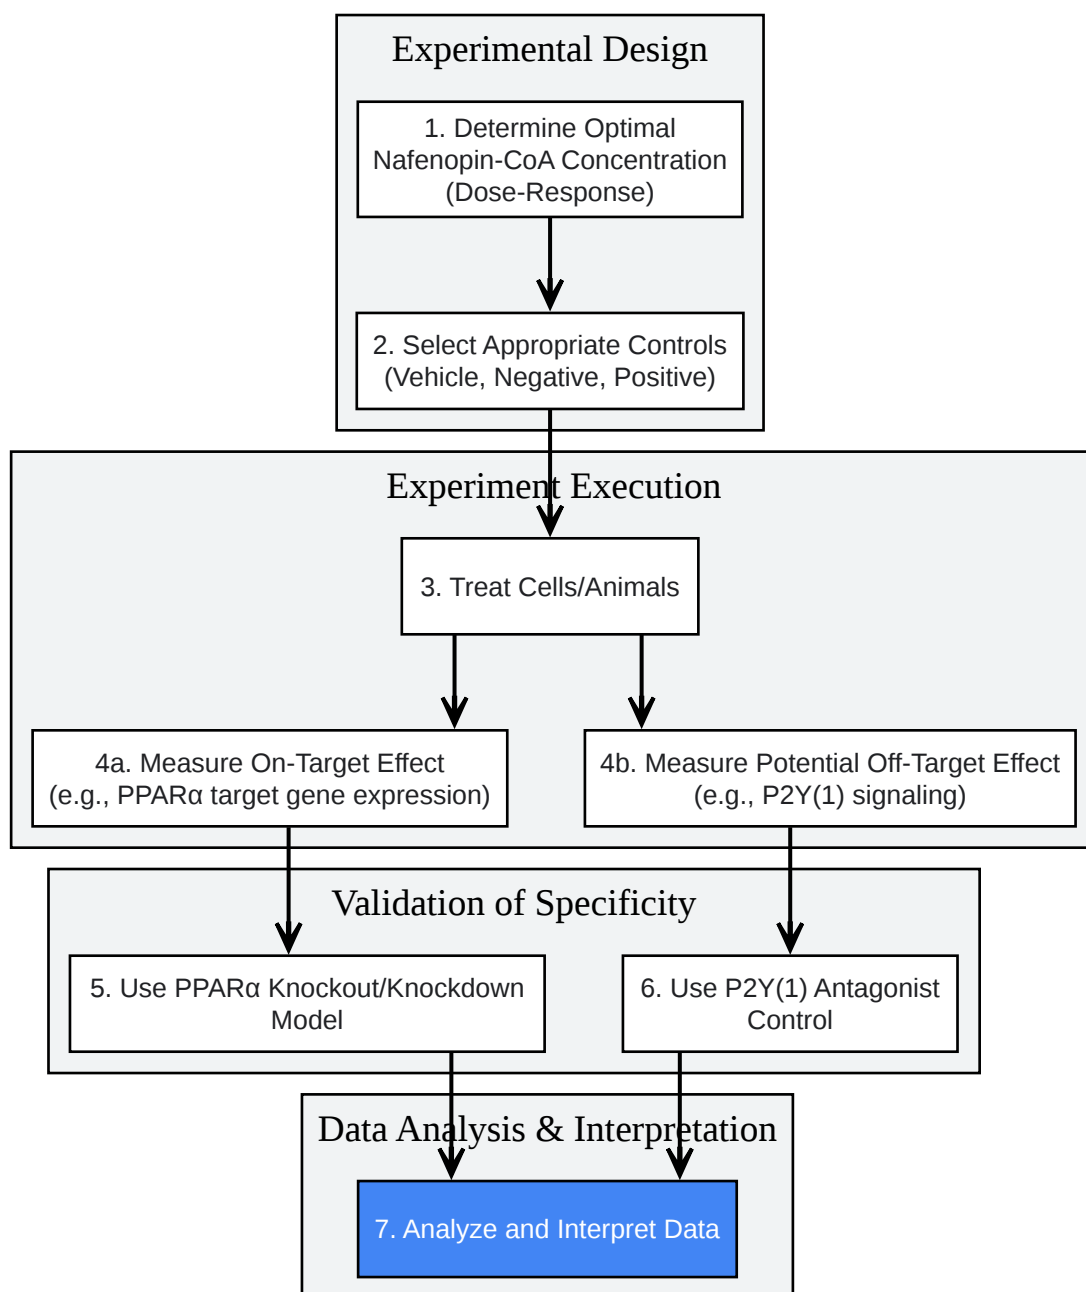 Experimental Design
1. Determine Optimal
Nafenopin-CoA Concentration
(Dose-Response)
2. Select Appropriate Controls
(Vehicle, Negative, Positive)
Experiment Execution
3. Treat Cells/Animals
4a. Measure On-Target Effect
(e.g., PPARα target gene expression)
4b. Measure Potential Off-Target Effect
(e.g., P2Y(1) signaling)
Validation of Specificity
5. Use PPARα Knockout/Knockdown
Model
6. Use P2Y(1) Antagonist
Control
Data Analysis & Interpretation
7. Analyze and Interpret Data